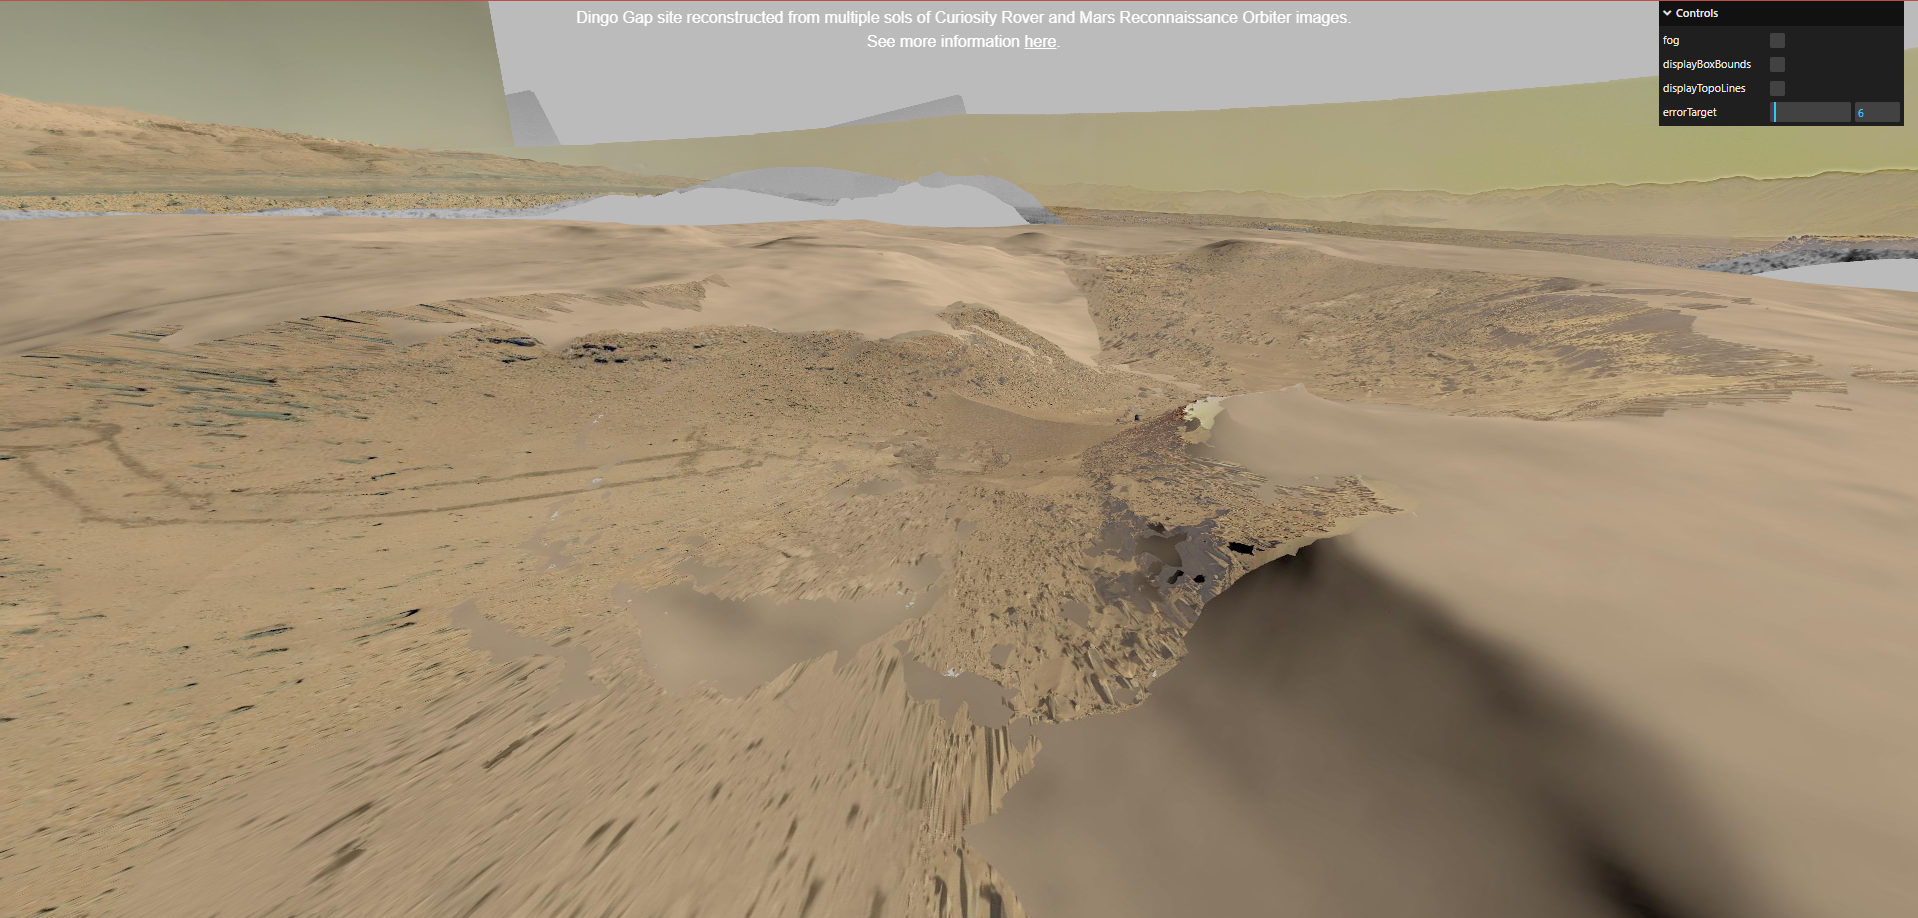 Dingo Gap site reconstructed from multiple sols of Curiosity Rover and Mars Reconnaissance Orbiter images.
See more information here.
Controls
fog
displayBoxBounds
displayTopoLines
errorTarget 6